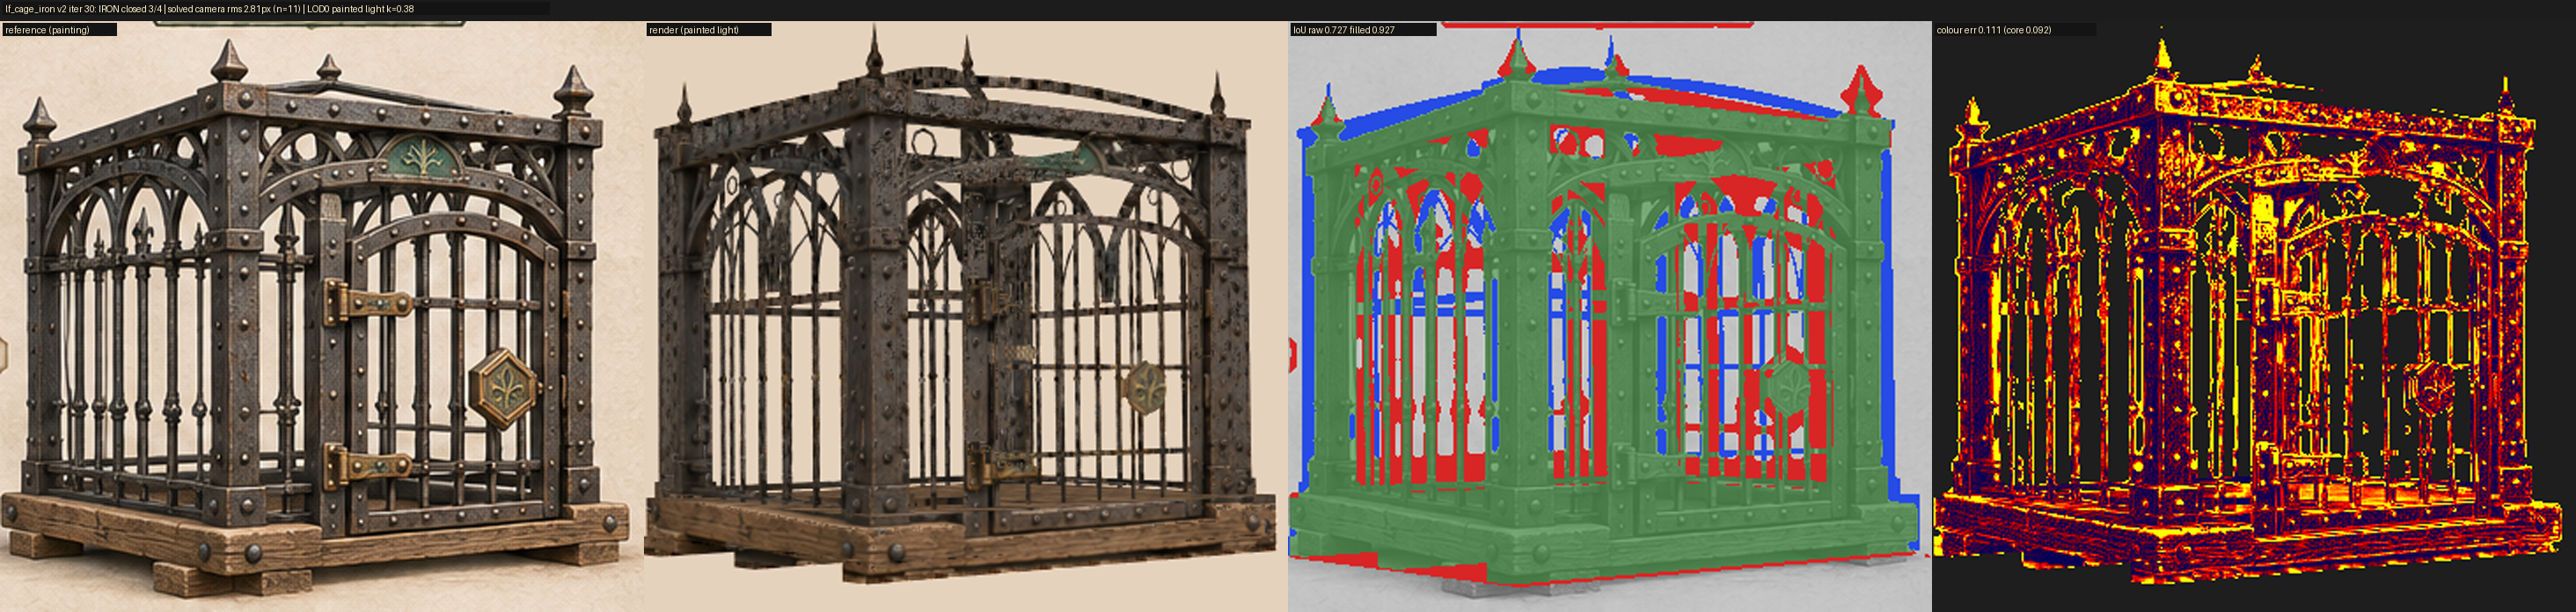 lf_cage_iron v2 iter 30: IRON closed 3/4 | solved camera rms 2.81px (n=11) | LOD0 painted light k=0.38
reference (painting)
render (painted light)
IoU raw 0.727 filled 0.927
colour err 0.111 (core 0.092)